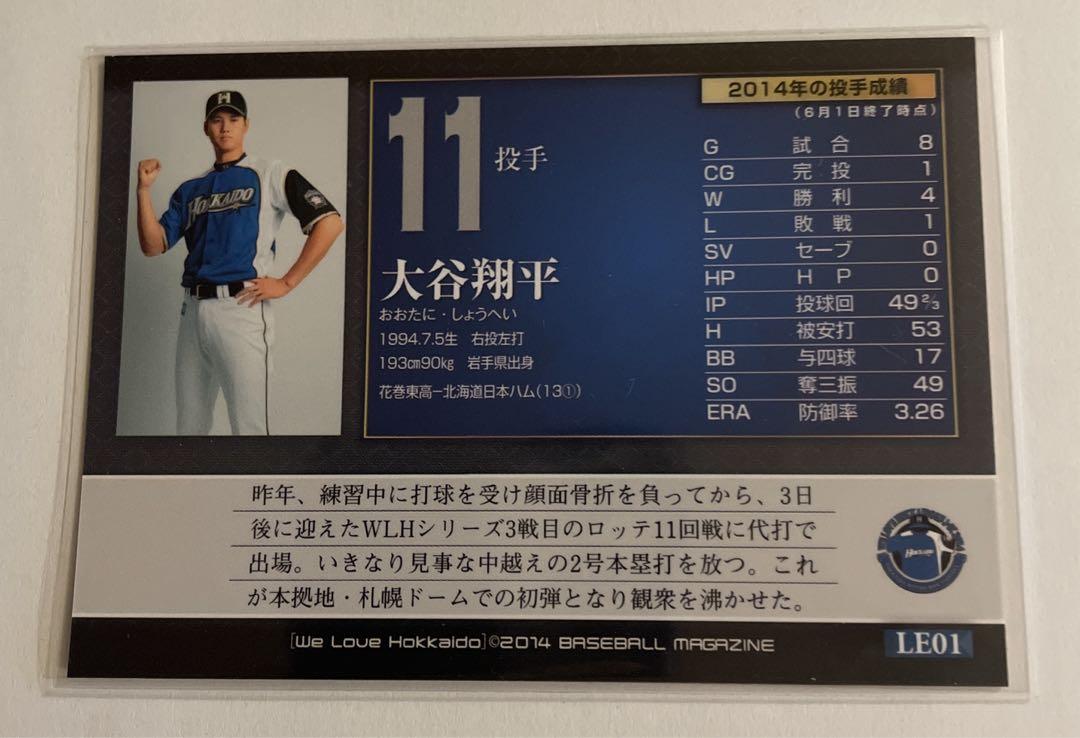 H
HOKKAIDO
11
投手
大谷翔平
おおたに・しょうへい
1994.7.5生 右投左打
193cm90kg 岩手県出身
花巻東高−北海道日本ハム(13①)
2014年の投手成績
(6月1日終了時点)
G 試合 8
CG 完投 1
W 勝利 4
L 敗戦 1
SV セーブ 0
HP HP 0
IP 投球回 49 2/3
H 被安打 53
BB 与四球 17
SO 奪三振 49
ERA 防御率 3.26
昨年、練習中に打球を受け顔面骨折を負ってから、3日
後に迎えたWLHシリーズ3戦目のロッテ11回戦に代打で
出場。いきなり見事な中越えの2号本塁打を放つ。これ
が本拠地・札幌ドームでの初弾となり観衆を沸かせた。
HOKKAIDO
[We Love Hokkaido]©2014 BASEBALL MAGAZINE
LE01